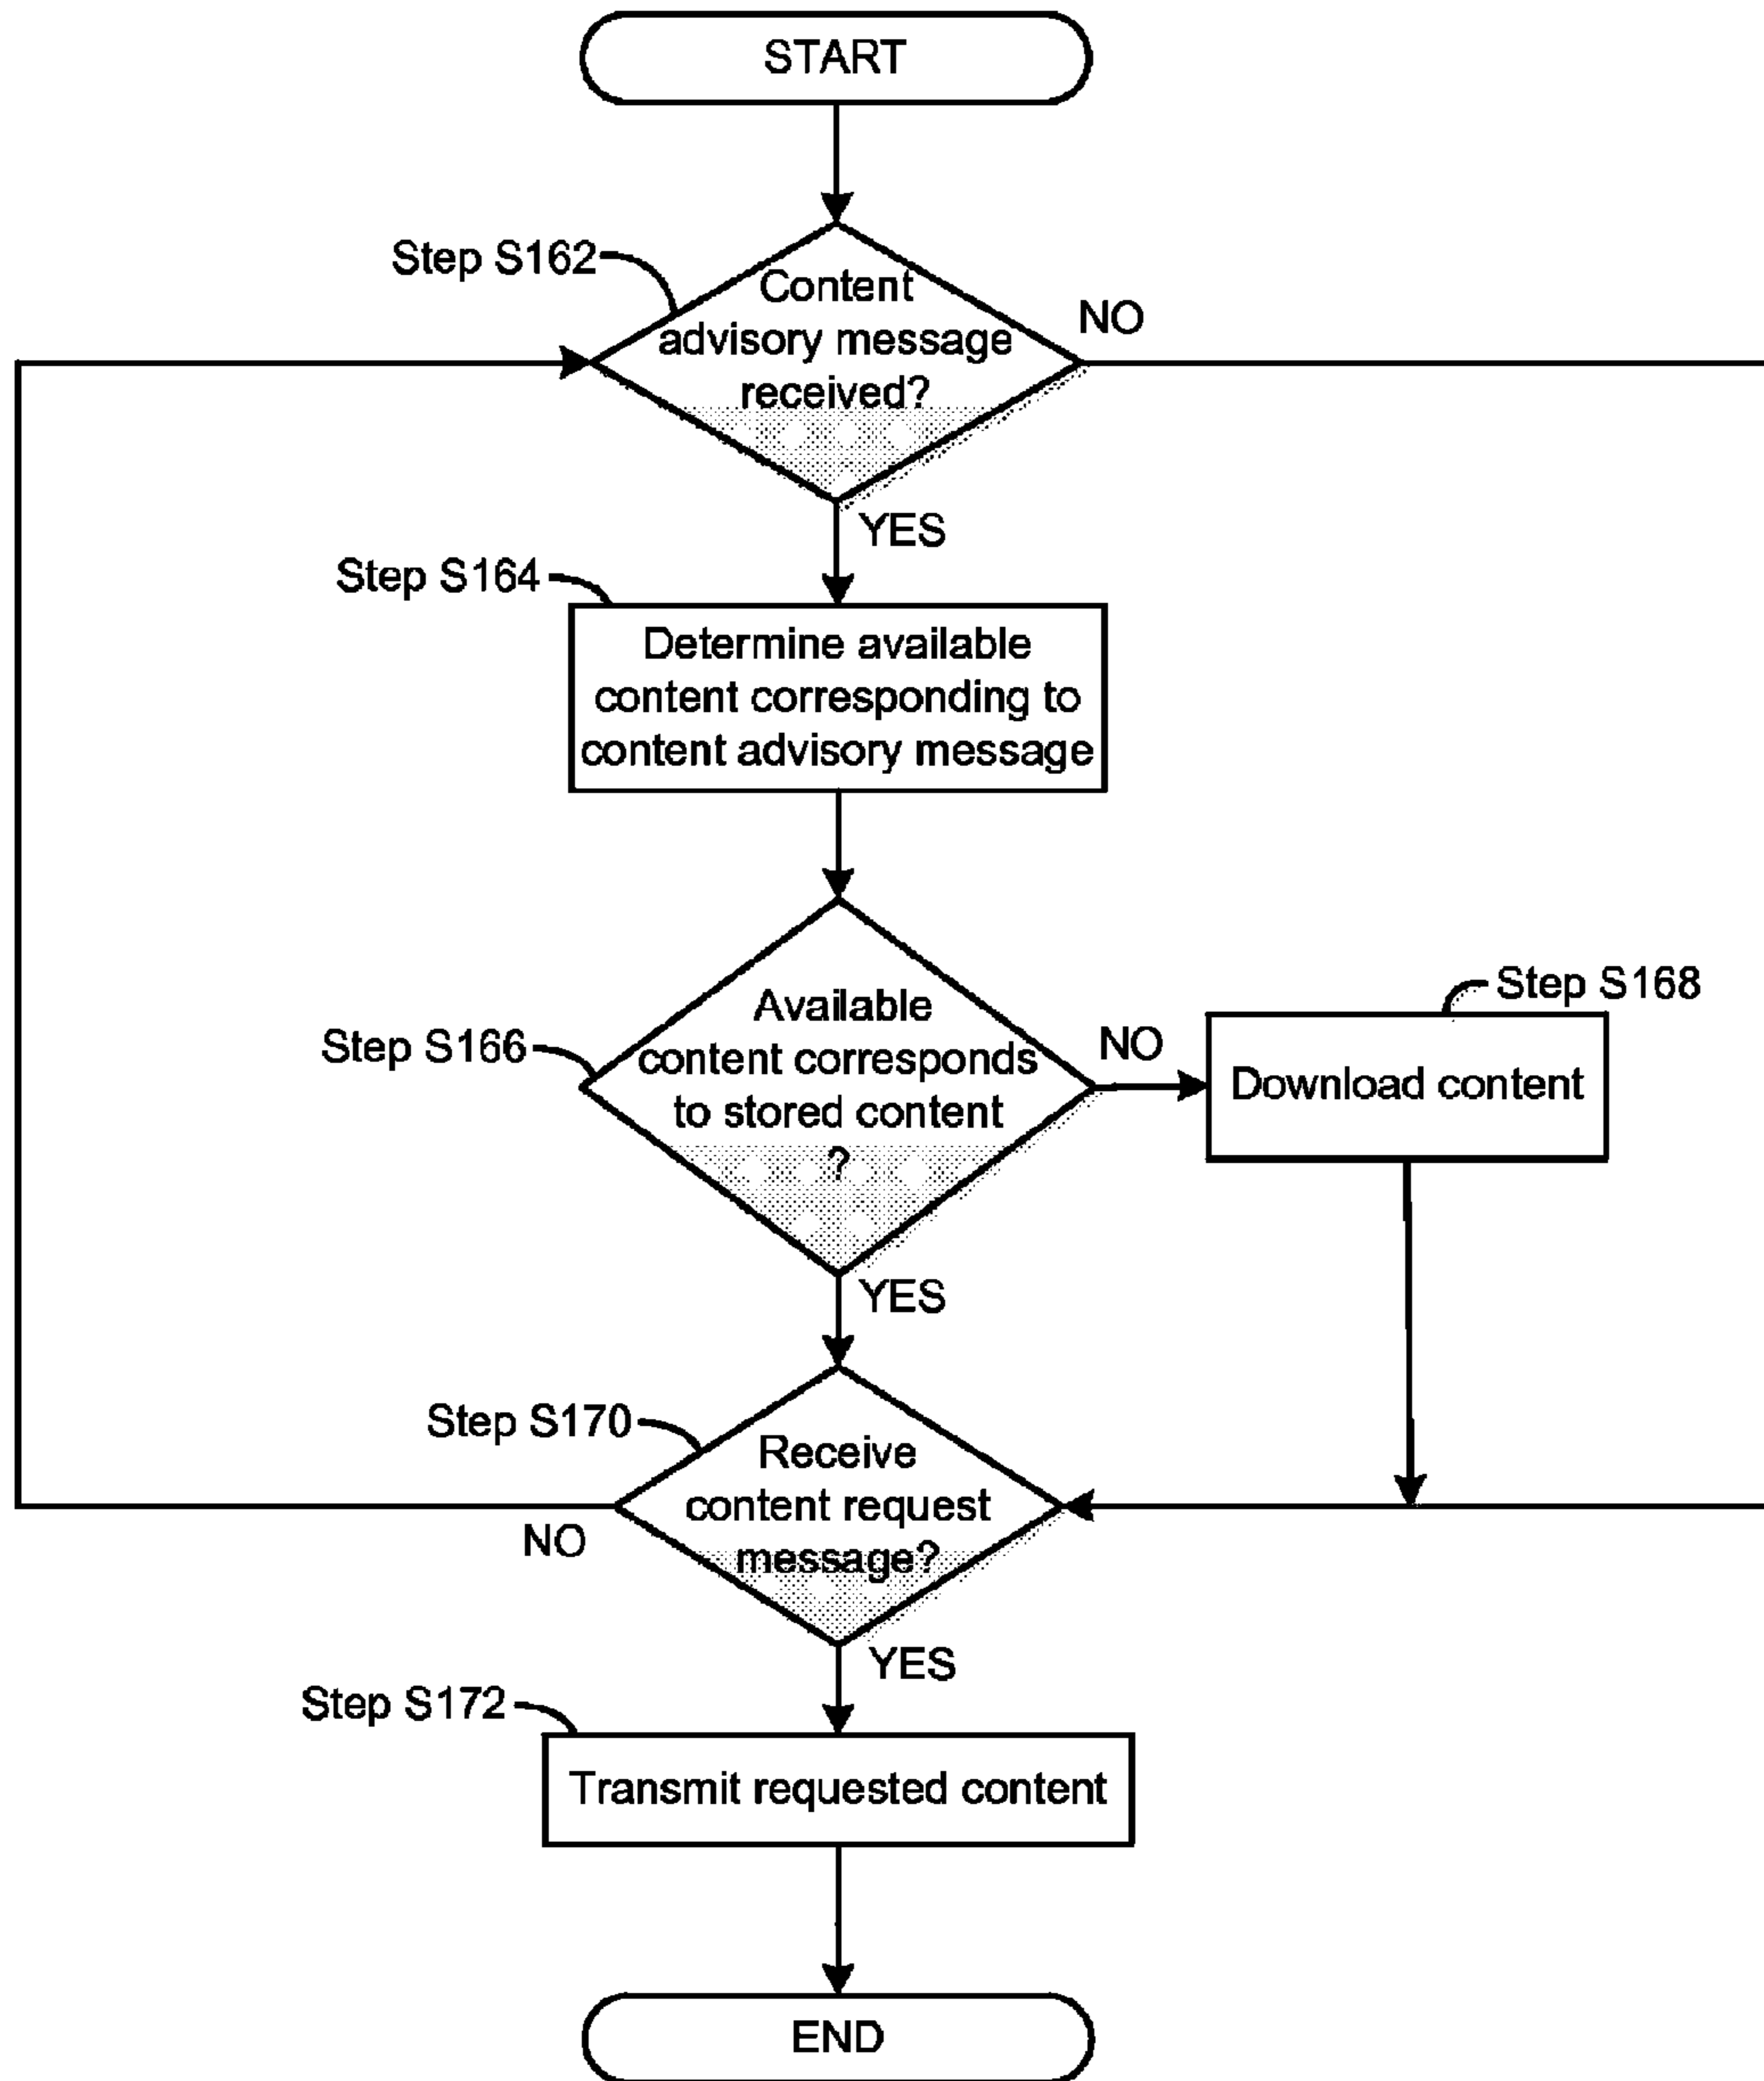 START
Step S162
Content
advisory message
received?
NO
YES
Step S164
Determine available
content corresponding to
content advisory message
Step S166
Available
content corresponds
to stored content
?
NO
Step S168
Download content
YES
Step S170
Receive
content request
message?
NO
YES
Step S172
Transmit requested content
END